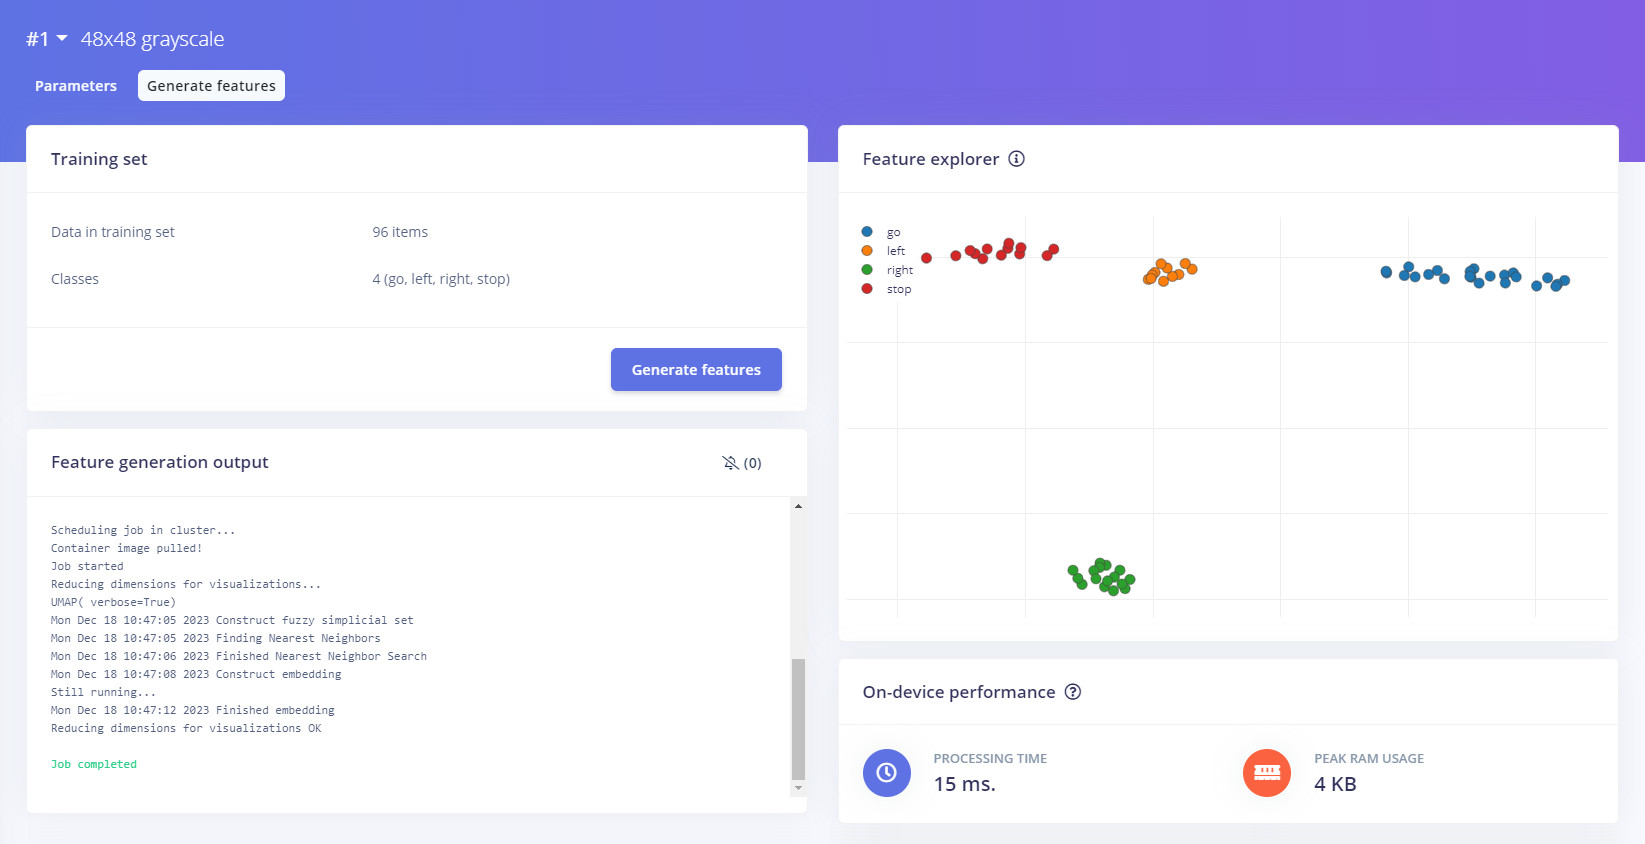 #1 48x48 grayscale
Parameters Generate features
Training set
Data in training set 96 items
Classes 4 (go, left, right, stop)
Generate features
Feature generation output (0)
Scheduling job in cluster...
Container image pulled!
Job started
Reducing dimensions for visualizations...
UMAP( verbose=True)
Mon Dec 18 10:47:05 2023 Construct fuzzy simplicial set
Mon Dec 18 10:47:05 2023 Finding Nearest Neighbors
Mon Dec 18 10:47:06 2023 Finished Nearest Neighbor Search
Mon Dec 18 10:47:08 2023 Construct embedding
Still running...
Mon Dec 18 10:47:12 2023 Finished embedding
Reducing dimensions for visualizations OK
Job completed
Feature explorer
go
left
right
stop
On-device performance
PROCESSING TIME
15 ms.
PEAK RAM USAGE
4 KB